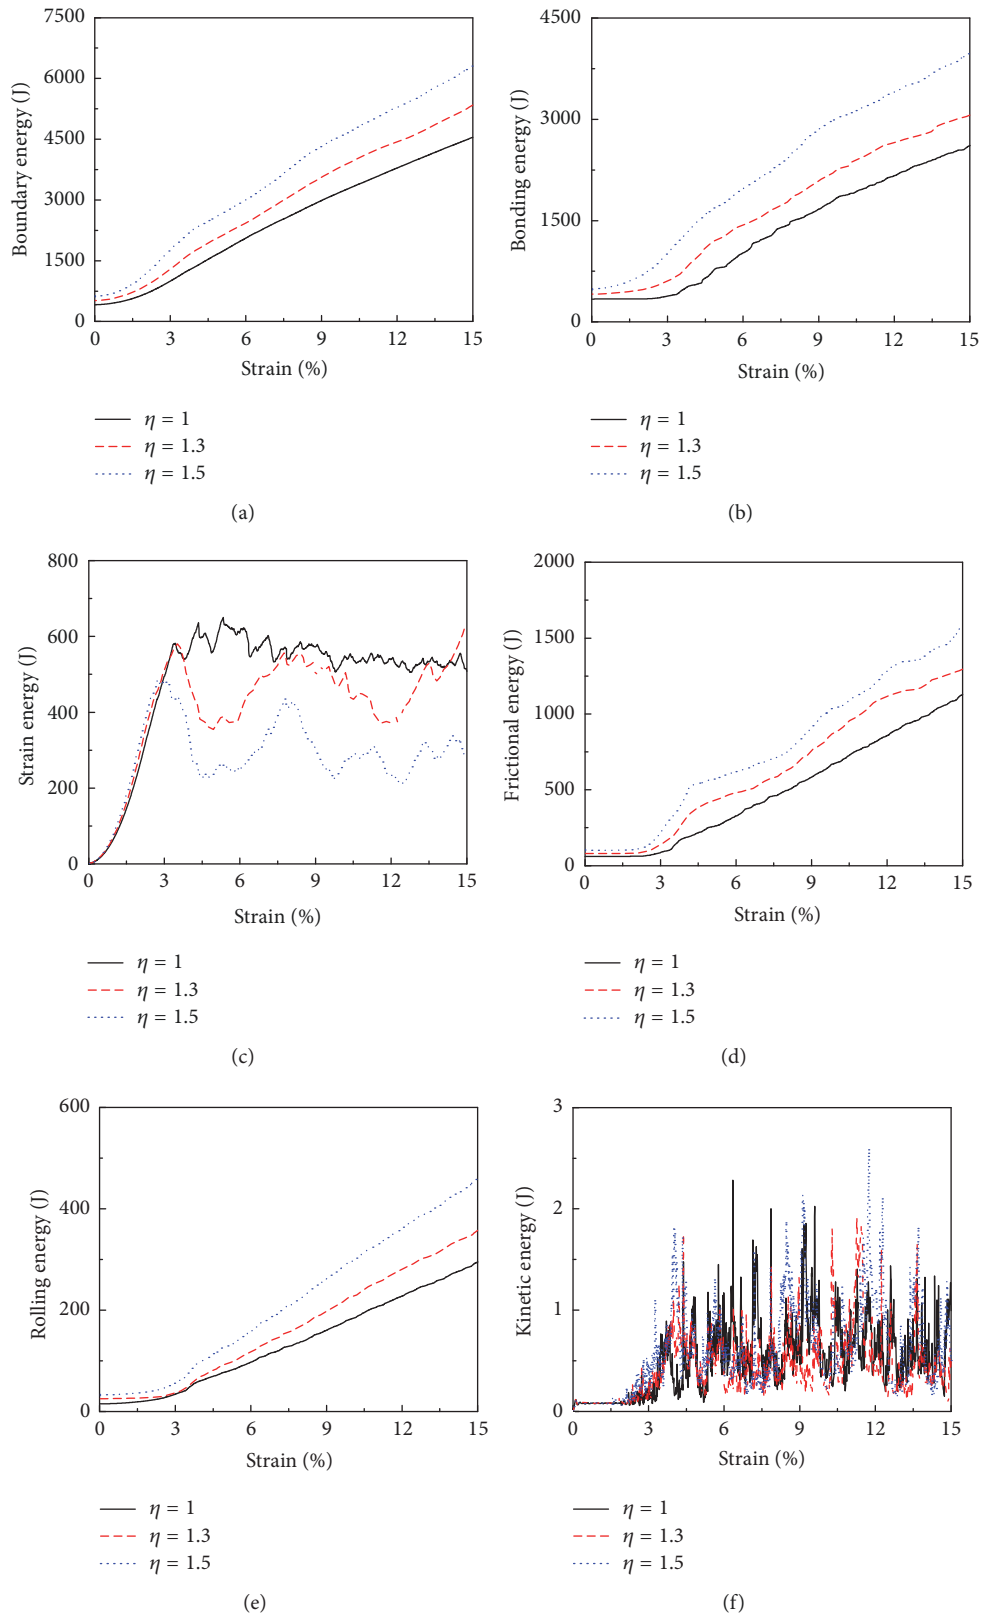 7500
6000
4500
3000
1500
0
Boundary energy (J)
0 3 6 9 12 15
Strain (%)
η = 1
η = 1.3
η = 1.5
(a)
4500
3000
1500
0
Bonding energy (J)
0 3 6 9 12 15
Strain (%)
η = 1
η = 1.3
η = 1.5
(b)
800
600
400
200
0
Strain energy (J)
0 3 6 9 12 15
Strain (%)
η = 1
η = 1.3
η = 1.5
(c)
2000
1500
1000
500
0
Frictional energy (J)
0 3 6 9 12 15
Strain (%)
η = 1
η = 1.3
η = 1.5
(d)
600
400
200
0
Rolling energy (J)
0 3 6 9 12 15
Strain (%)
η = 1
η = 1.3
η = 1.5
(e)
3
2
1
0
Kinetic energy (J)
0 3 6 9 12 15
Strain (%)
η = 1
η = 1.3
η = 1.5
(f)